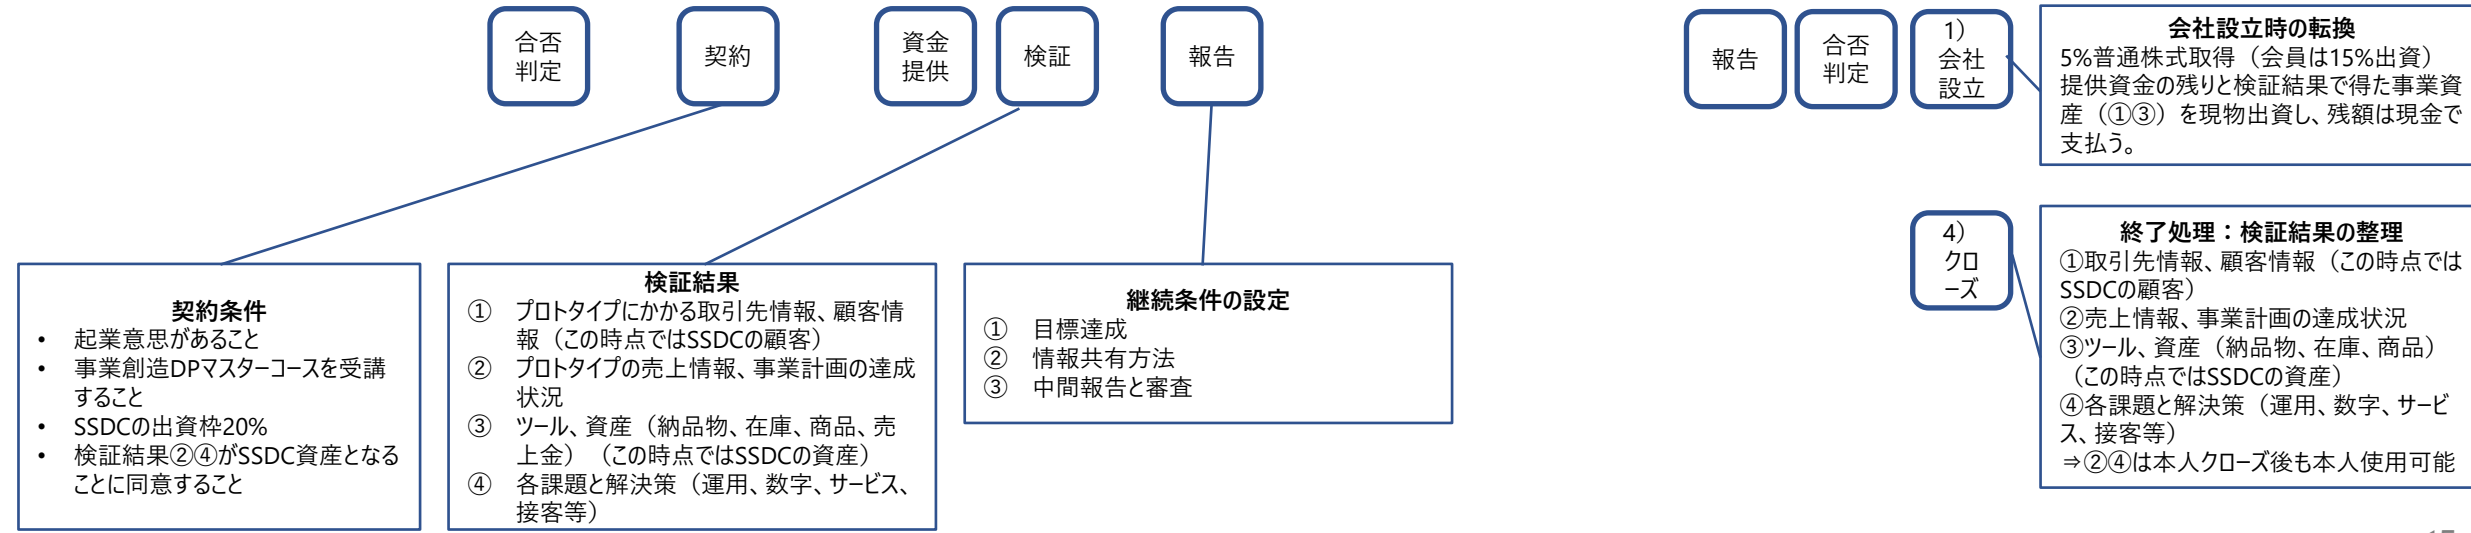 合否
判定
契約
資金
提供
検証
報告
報告
合否
判定
1）
会社
設立
会社設立時の転換
5%普通株式取得（会員は15%出資）
提供資金の残りと検証結果で得た事業資
産（①③）を現物出資し、残額は現金で
支払う。
4）
クロ
ーズ
終了処理：検証結果の整理
①取引先情報、顧客情報（この時点では
SSDCの顧客）
②売上情報、事業計画の達成状況
③ツール、資産（納品物、在庫、商品）
（この時点ではSSDCの資産）
④各課題と解決策（運用、数字、サービ
ス、接客等）
⇒②④は本人クローズ後も本人使用可能
契約条件
• 起業意思があること
• 事業創造DPマスターコースを受講
すること
• SSDCの出資枠20%
• 検証結果②④がSSDC資産となる
ことに同意すること
検証結果
① プロトタイプにかかる取引先情報、顧客情
報（この時点ではSSDCの顧客）
② プロトタイプの売上情報、事業計画の達成
状況
③ ツール、資産（納品物、在庫、商品、売
上金）（この時点ではSSDCの資産）
④ 各課題と解決策（運用、数字、サービス、
接客等）
継続条件の設定
① 目標達成
② 情報共有方法
③ 中間報告と審査